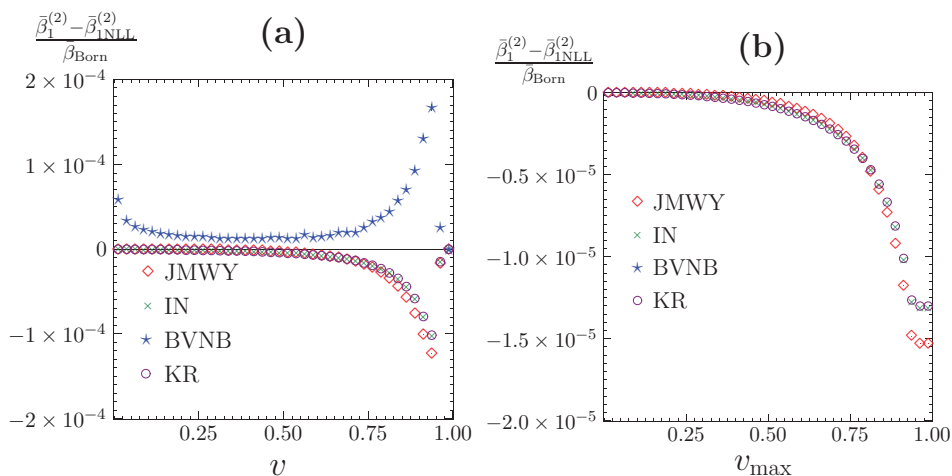 (a)
β̄₁⁽²⁾−β̄₁NLL⁽²⁾
β̄Born
2 × 10⁻⁴
1 × 10⁻⁴
0
−1 × 10⁻⁴
−2 × 10⁻⁴
JMWY
IN
BVNB
KR
0.25 0.50 0.75 1.00
v
(b)
β̄₁⁽²⁾−β̄₁NLL⁽²⁾
β̄Born
0
−0.5 × 10⁻⁵
−1.0 × 10⁻⁵
−1.5 × 10⁻⁵
−2.0 × 10⁻⁵
JMWY
IN
BVNB
KR
0.25 0.50 0.75 1.00
vmax